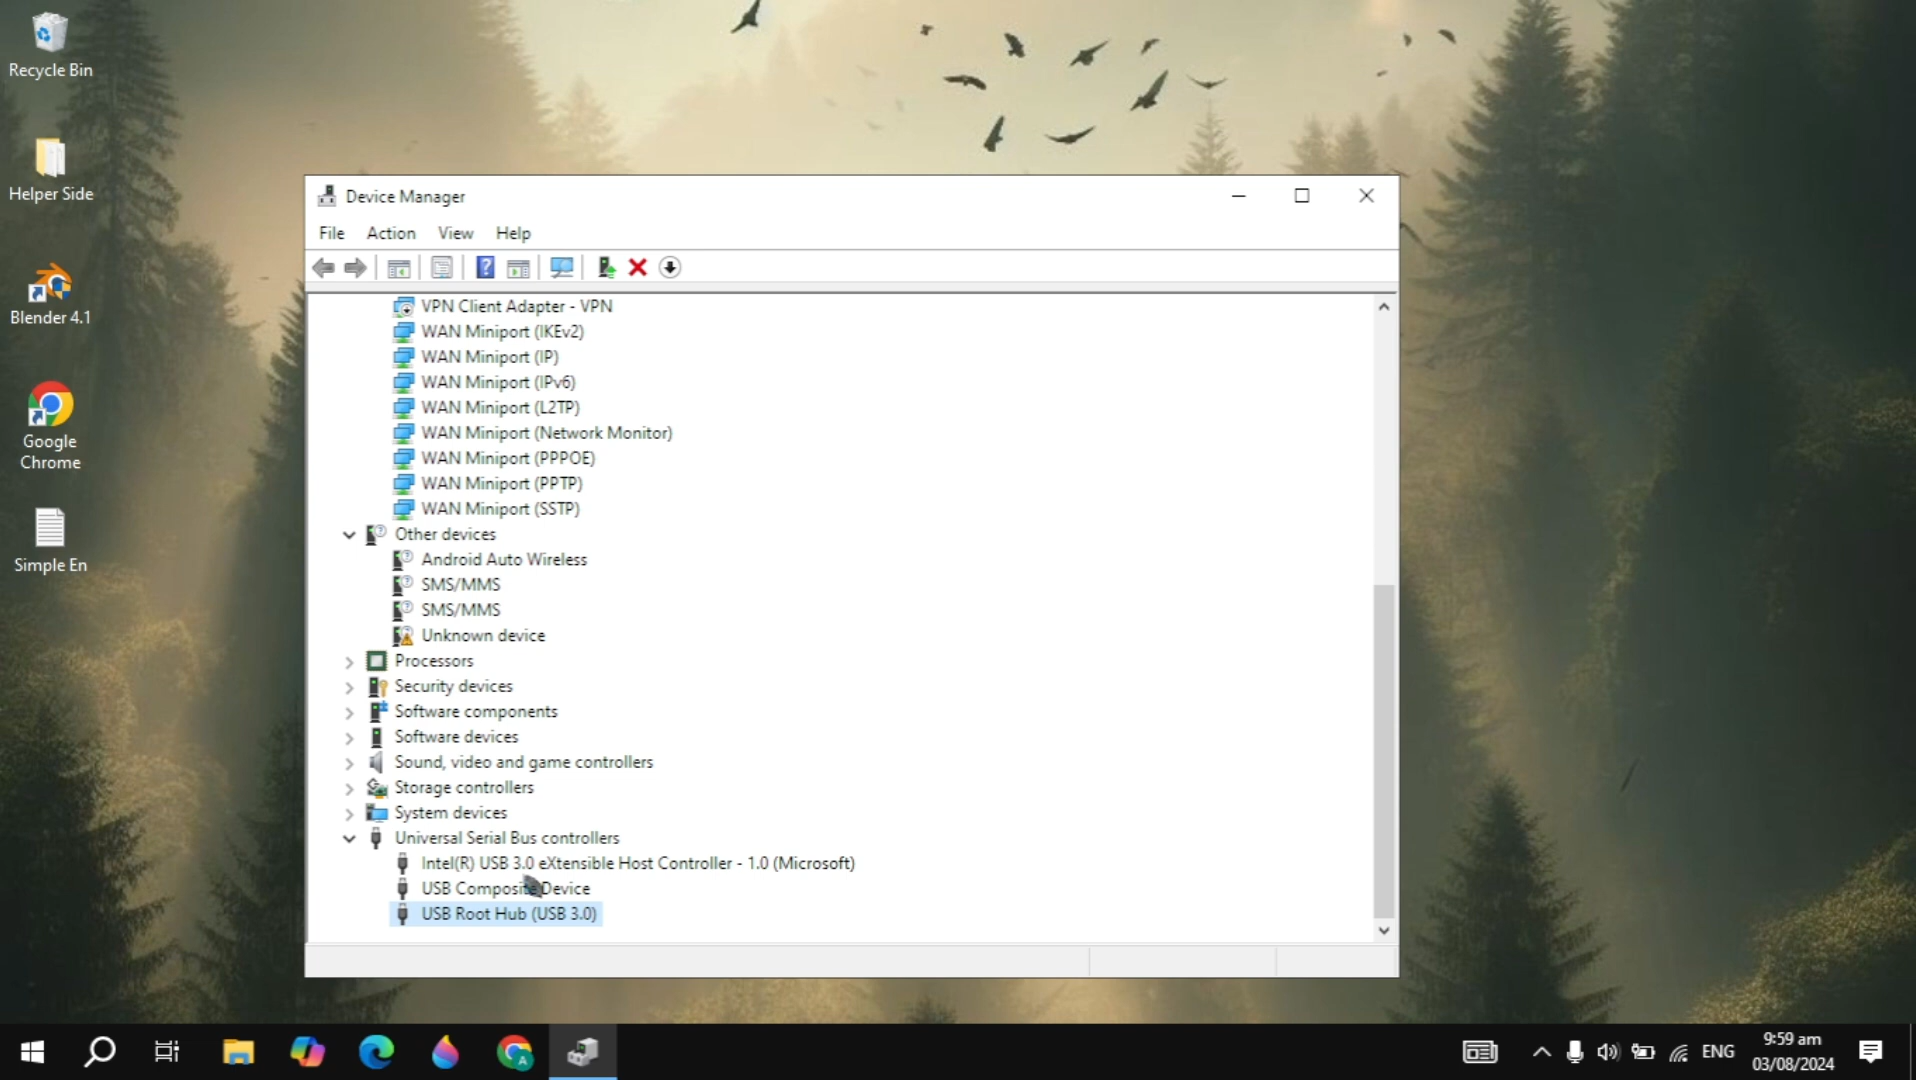 Recycle Bin
Helper Side
Blender 4.1
Google
Chrome
Simple En
Device Manager
File Action View Help
VPN Client Adapter - VPN
WAN Miniport (IKEv2)
WAN Miniport (IP)
WAN Miniport (IPv6)
WAN Miniport (L2TP)
WAN Miniport (Network Monitor)
WAN Miniport (PPPOE)
WAN Miniport (PPTP)
WAN Miniport (SSTP)
Other devices
Android Auto Wireless
SMS/MMS
SMS/MMS
Unknown device
Processors
Security devices
Software components
Software devices
Sound, video and game controllers
Storage controllers
System devices
Universal Serial Bus controllers
Intel(R) USB 3.0 eXtensible Host Controller - 1.0 (Microsoft)
USB Composite Device
USB Root Hub (USB 3.0)
A
ENG
9:59 am
03/08/2024